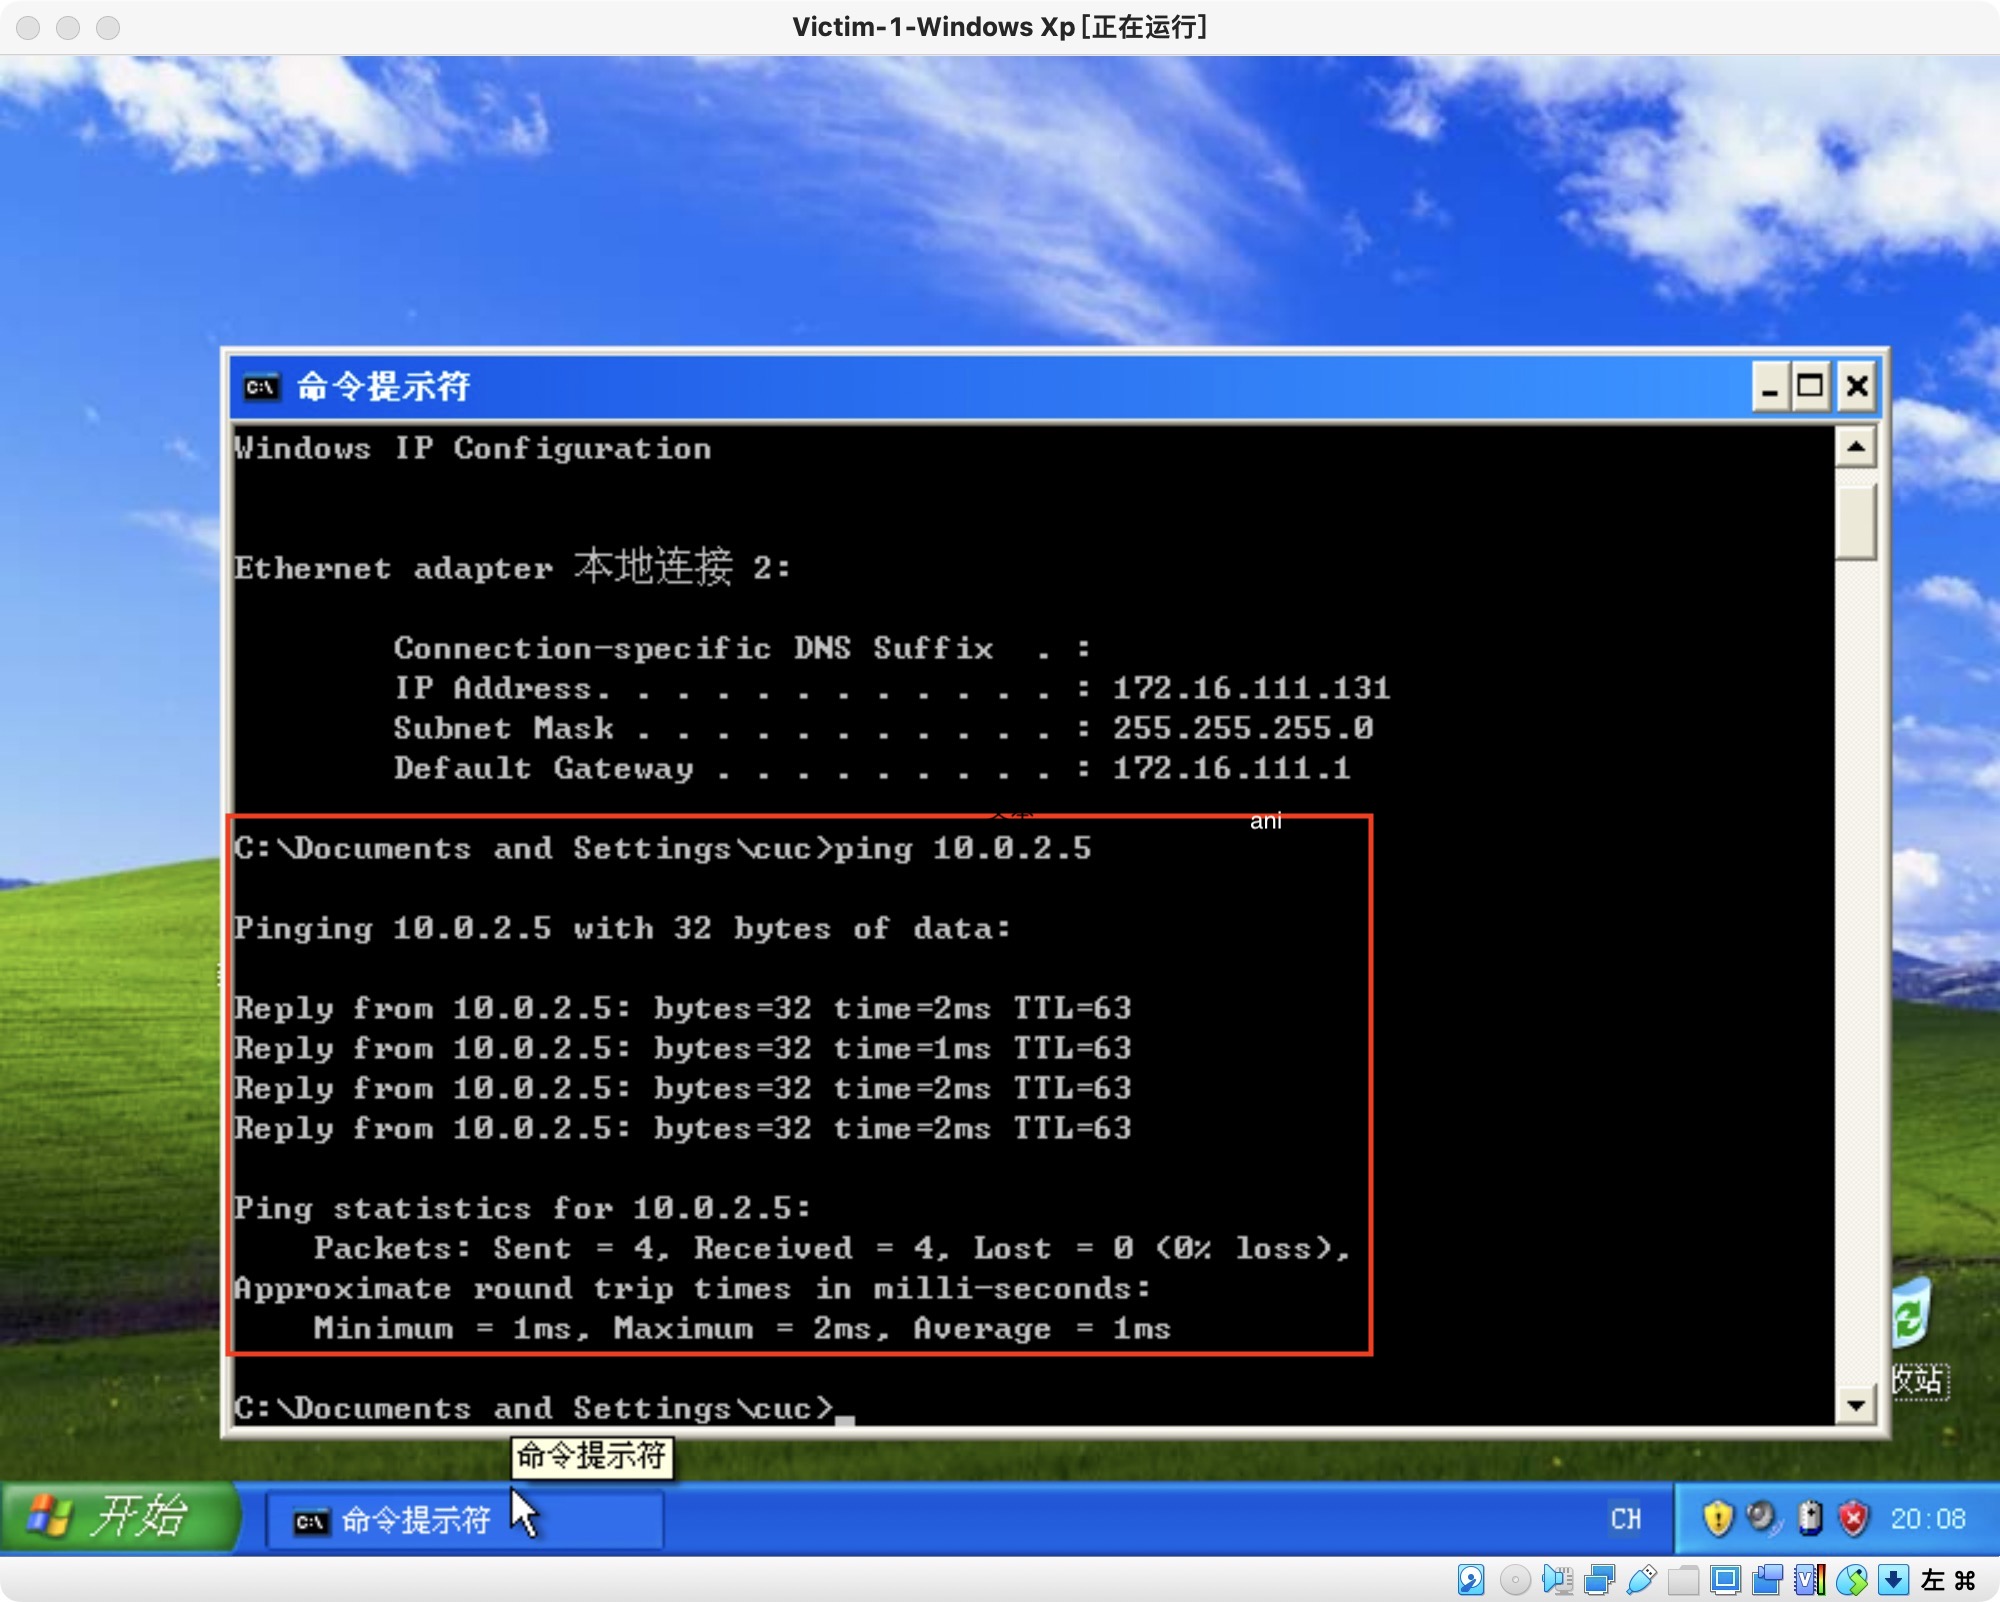 Victim-1-Windows Xp [正在运行]
命令提示符
Windows IP Configuration
Ethernet adapter 本地连接 2:
Connection-specific DNS Suffix  . :
IP Address. . . . . . . . . . . . : 172.16.111.131
Subnet Mask . . . . . . . . . . . : 255.255.255.0
Default Gateway . . . . . . . . . : 172.16.111.1
ani
C:\Documents and Settings\cuc>ping 10.0.2.5
Pinging 10.0.2.5 with 32 bytes of data:
Reply from 10.0.2.5: bytes=32 time=2ms TTL=63
Reply from 10.0.2.5: bytes=32 time=1ms TTL=63
Reply from 10.0.2.5: bytes=32 time=2ms TTL=63
Reply from 10.0.2.5: bytes=32 time=2ms TTL=63
Ping statistics for 10.0.2.5:
Packets: Sent = 4, Received = 4, Lost = 0 (0% loss),
Approximate round trip times in milli-seconds:
Minimum = 1ms, Maximum = 2ms, Average = 1ms
C:\Documents and Settings\cuc>
收站
命令提示符
开始
命令提示符
CH
20:08
左 ⌘